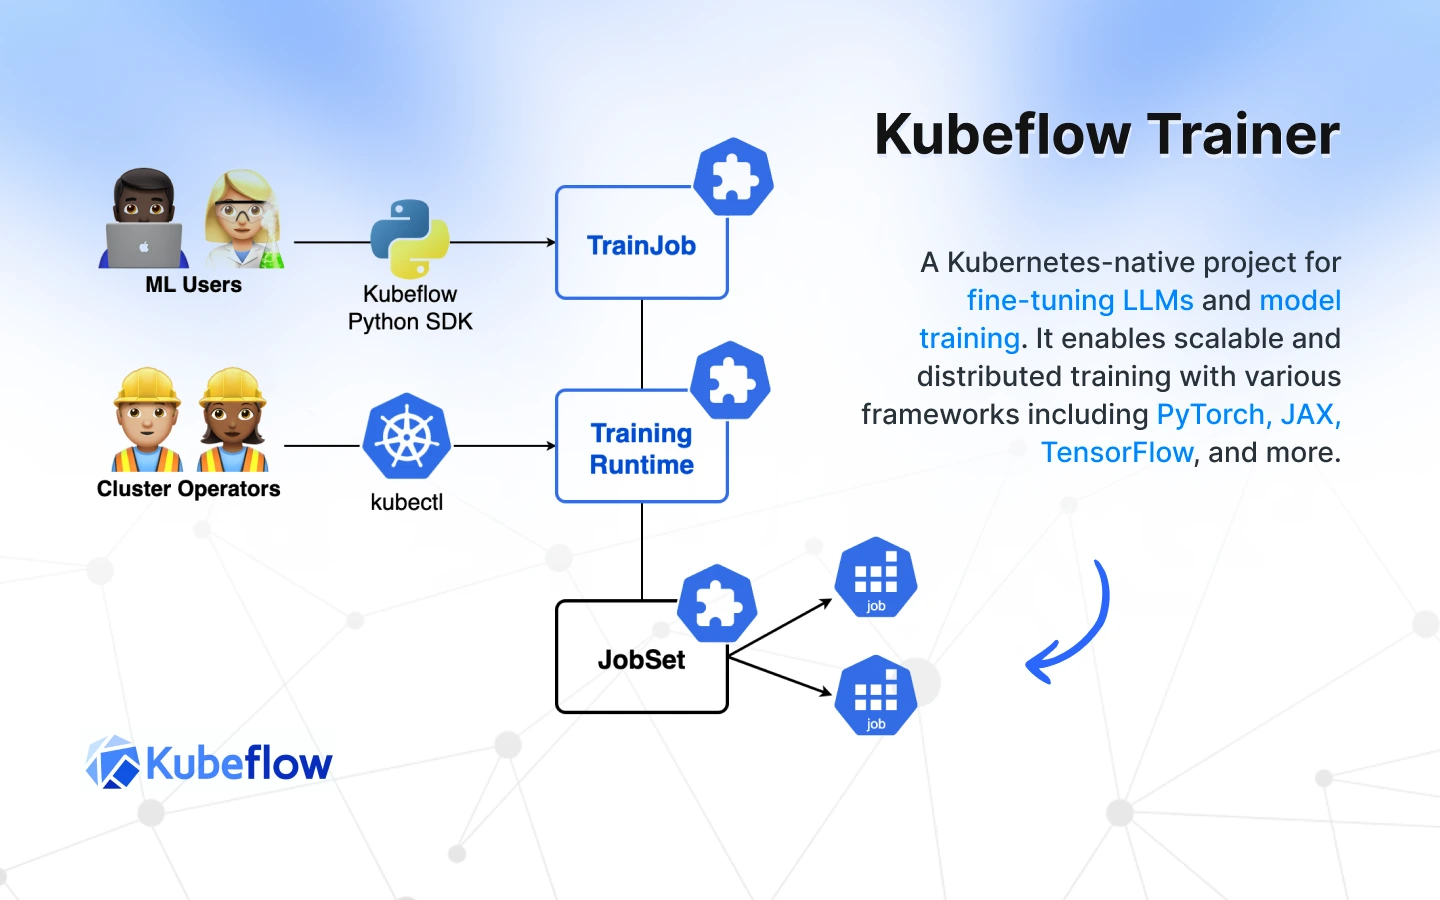 Kubeflow Trainer
A Kubernetes-native project for
fine-tuning LLMs and model
training. It enables scalable and
distributed training with various
frameworks including PyTorch, JAX,
TensorFlow, and more.
ML Users
Kubeflow
Python SDK
TrainJob
Cluster Operators
kubectl
Training
Runtime
JobSet
job
job
Kubeflow